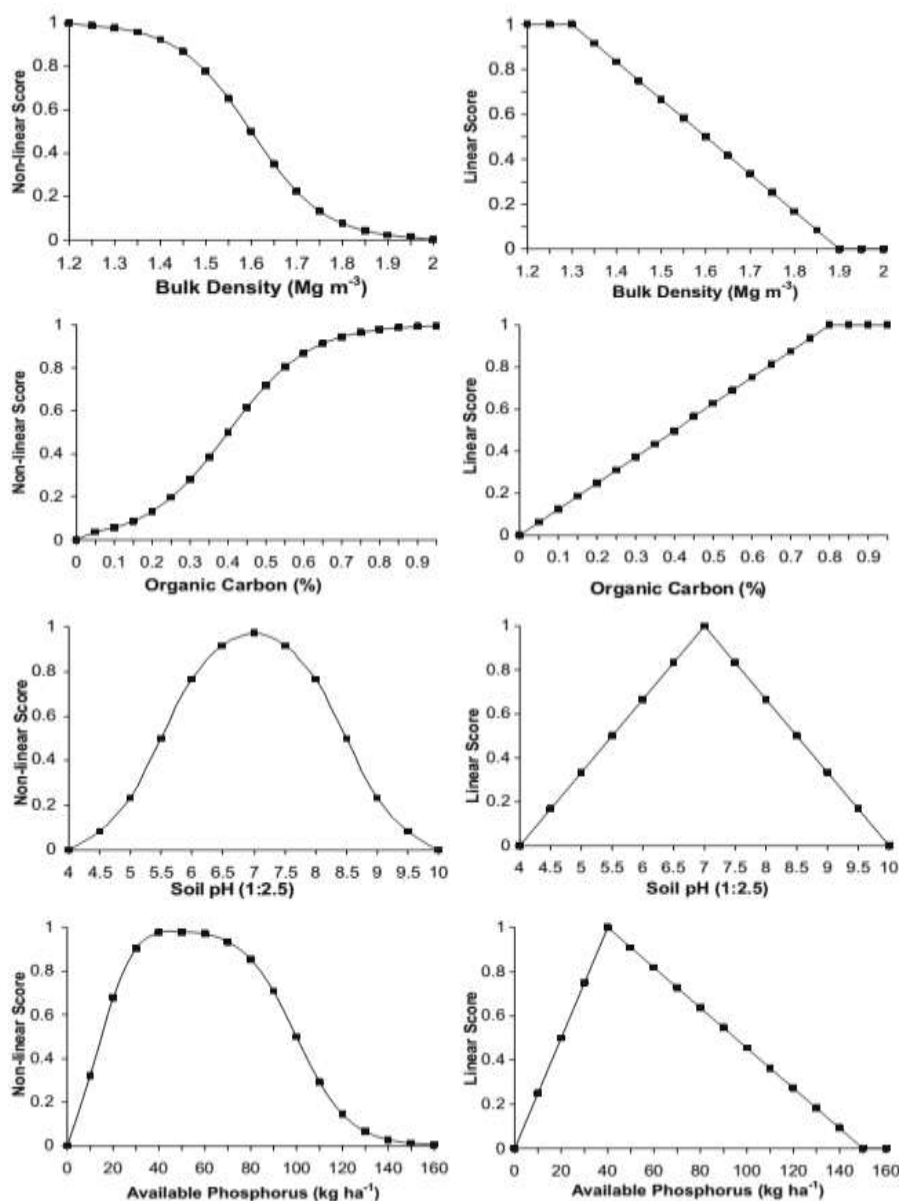 Non-linear Score
1
0.8
0.6
0.4
0.2
0
1.2 1.3 1.4 1.5 1.6 1.7 1.8 1.9 2
Bulk Density (Mg m⁻³)
Linear Score
1
0.8
0.6
0.4
0.2
0
1.2 1.3 1.4 1.5 1.6 1.7 1.8 1.9 2
Bulk Density (Mg m⁻³)
Non-linear Score
1
0.8
0.6
0.4
0.2
0
0 0.1 0.2 0.3 0.4 0.5 0.6 0.7 0.8 0.9
Organic Carbon (%)
Linear Score
1
0.8
0.6
0.4
0.2
0
0 0.1 0.2 0.3 0.4 0.5 0.6 0.7 0.8 0.9
Organic Carbon (%)
Non-linear Score
1
0.8
0.6
0.4
0.2
0
4 4.5 5 5.5 6 6.5 7 7.5 8 8.5 9 9.5 10
Soil pH (1:2.5)
Linear Score
1
0.8
0.6
0.4
0.2
0
4 4.5 5 5.5 6 6.5 7 7.5 8 8.5 9 9.5 10
Soil pH (1:2.5)
Non-linear Score
1
0.8
0.6
0.4
0.2
0
0 20 40 60 80 100 120 140 160
Available Phosphorus (kg ha⁻¹)
Linear Score
1
0.8
0.6
0.4
0.2
0
0 20 40 60 80 100 120 140 160
Available Phosphorus (kg ha⁻¹)